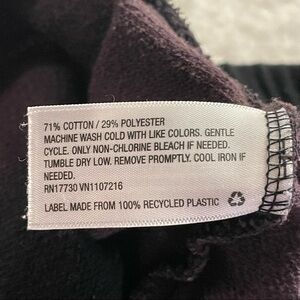 71% COTTON / 29% POLYESTER
MACHINE WASH COLD WITH LIKE COLORS. GENTLE
CYCLE. ONLY NON-CHLORINE BLEACH IF NEEDED.
TUMBLE DRY LOW. REMOVE PROMPTLY. COOL IRON IF
NEEDED.
RN17730 VN1107216
LABEL MADE FROM 100% RECYCLED PLASTIC